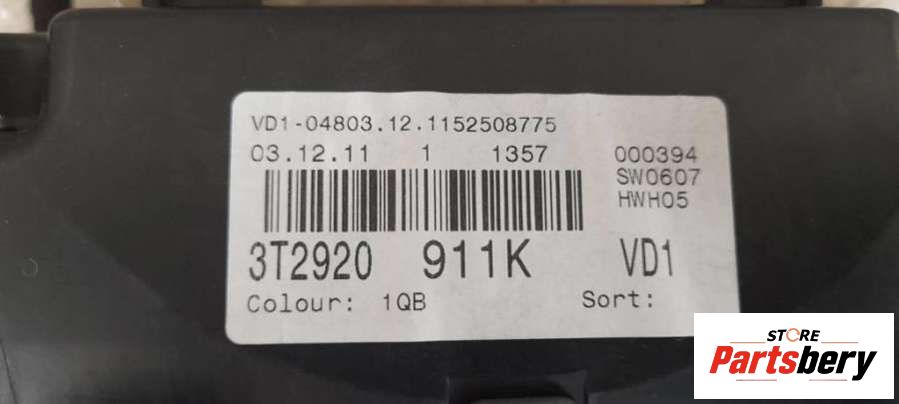 VD1-04803.12.1152508775
03.12.11 1 1357 000394
SW0607
HWH05
3T2920 911K VD1
Colour: 1QB Sort:
STORE
Partsbery